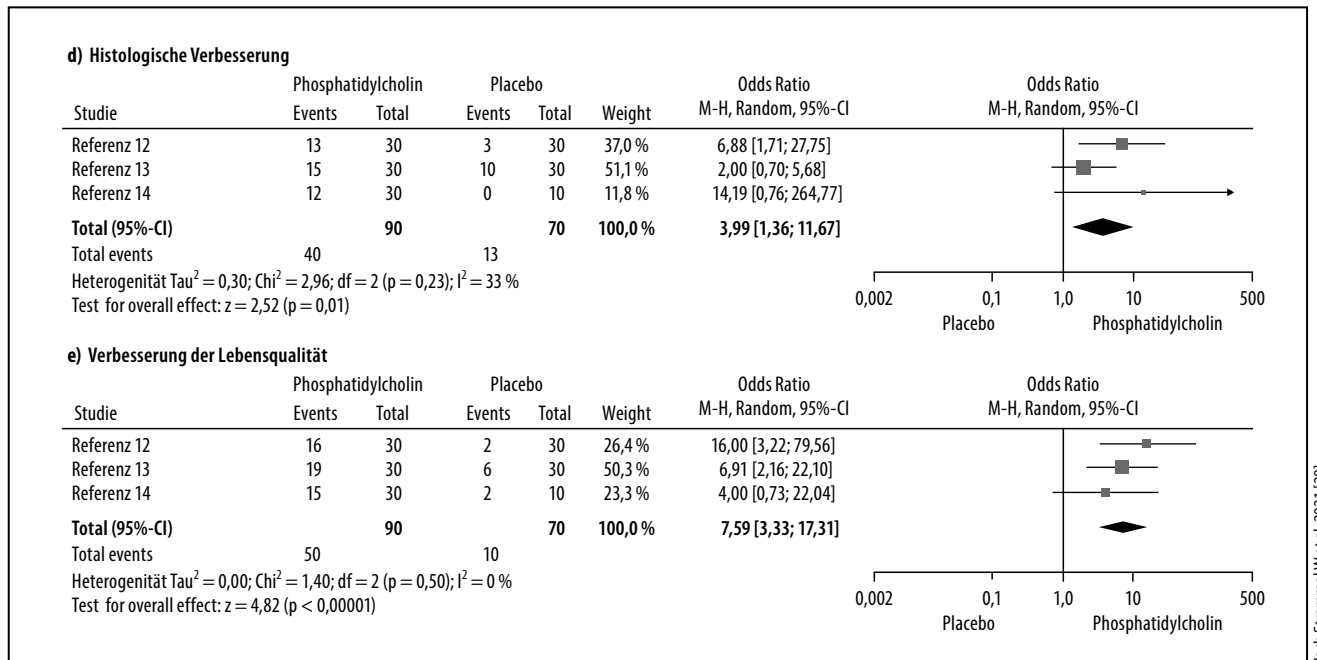 d) Histologische Verbesserung
Phosphatidylcholin Placebo Odds Ratio Odds Ratio
Studie Events Total Events Total Weight M-H, Random, 95%-CI M-H, Random, 95%-CI
Referenz 12 13 30 3 30 37,0 % 6,88 [1,71; 27,75]
Referenz 13 15 30 10 30 51,1 % 2,00 [0,70; 5,68]
Referenz 14 12 30 0 10 11,8 % 14,19 [0,76; 264,77]
Total (95%-CI) 90 70 100,0 % 3,99 [1,36; 11,67]
Total events 40 13
Heterogenität Tau² = 0,30; Chi² = 2,96; df = 2 (p = 0,23); I² = 33 %
Test for overall effect: z = 2,52 (p = 0,01)
0,002 0,1 1,0 10 500
Placebo Phosphatidylcholin
e) Verbesserung der Lebensqualität
Phosphatidylcholin Placebo Odds Ratio Odds Ratio
Studie Events Total Events Total Weight M-H, Random, 95%-CI M-H, Random, 95%-CI
Referenz 12 16 30 2 30 26,4 % 16,00 [3,22; 79,56]
Referenz 13 19 30 6 30 50,3 % 6,91 [2,16; 22,10]
Referenz 14 15 30 2 10 23,3 % 4,00 [0,73; 22,04]
Total (95%-CI) 90 70 100,0 % 7,59 [3,33; 17,31]
Total events 50 10
Heterogenität Tau² = 0,00; Chi² = 1,40; df = 2 (p = 0,50); I² = 0 %
Test for overall effect: z = 4,82 (p < 0,00001)
0,002 0,1 1,0 10 500
Placebo Phosphatidylcholin